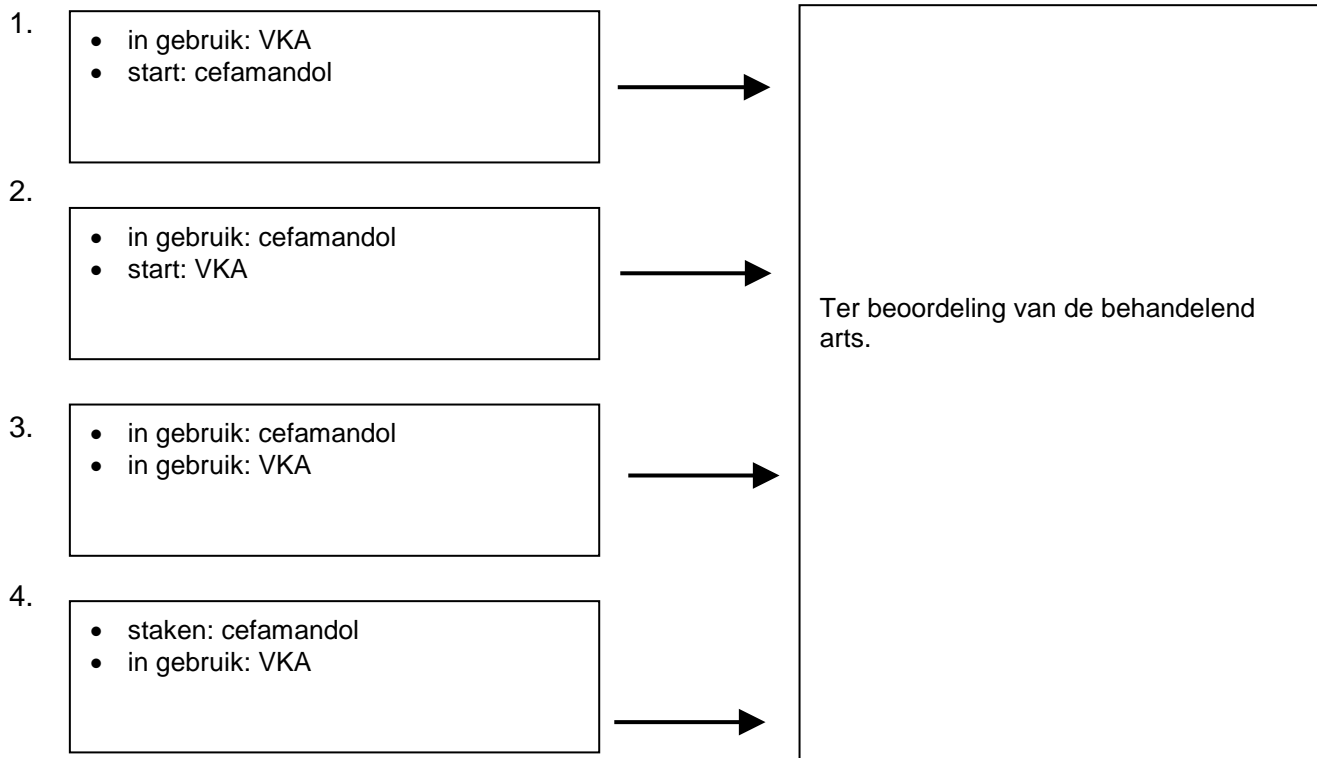 1.
• in gebruik: VKA
• start: cefamandol
2.
• in gebruik: cefamandol
• start: VKA
Ter beoordeling van de behandelend
arts.
3.
• in gebruik: cefamandol
• in gebruik: VKA
4.
• staken: cefamandol
• in gebruik: VKA